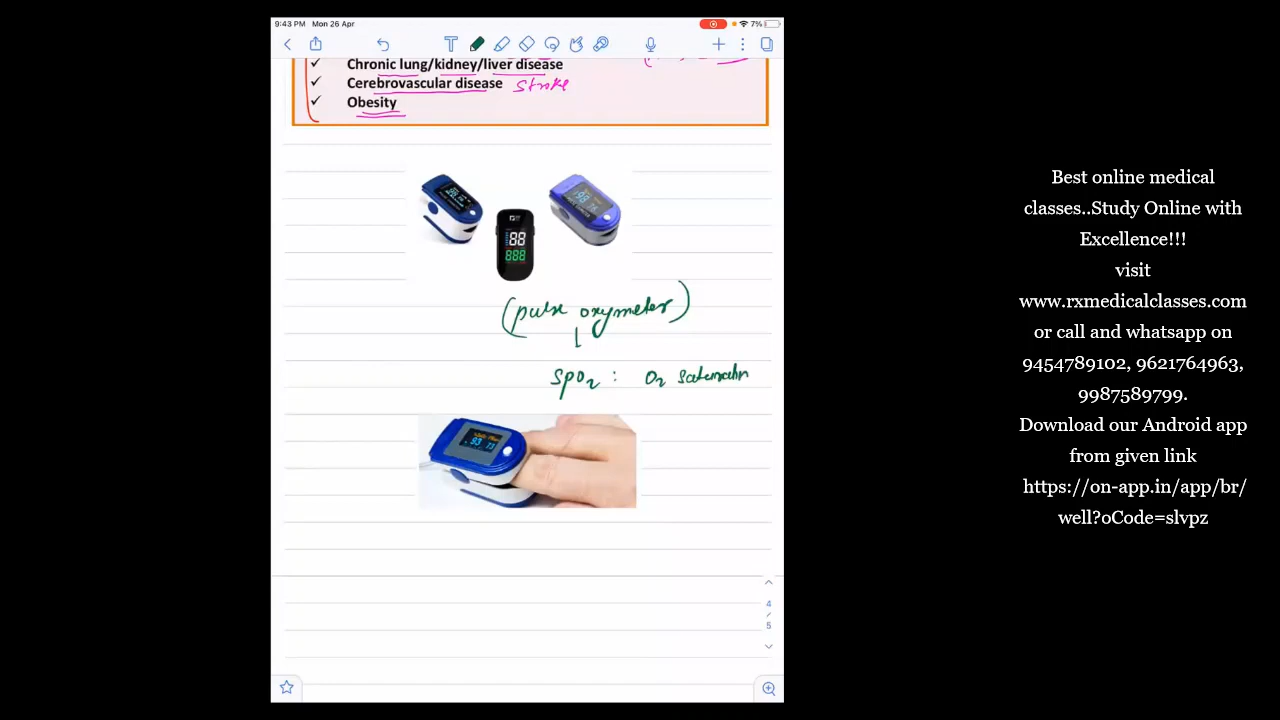 9:43 PM Mon 26 Apr
7%
✓ Chronic lung/kidney/liver disease
✓ Cerebrovascular disease stroke
✓ Obesity
(pulse oxymeter)
SPO₂ : O₂ saturation
93
4
5
Best online medical
classes..Study Online with
Excellence!!!
visit
www.rxmedicalclasses.com
or call and whatsapp on
9454789102, 9621764963,
9987589799.
Download our Android app
from given link
https://on-app.in/app/br/
well?oCode=slvpz